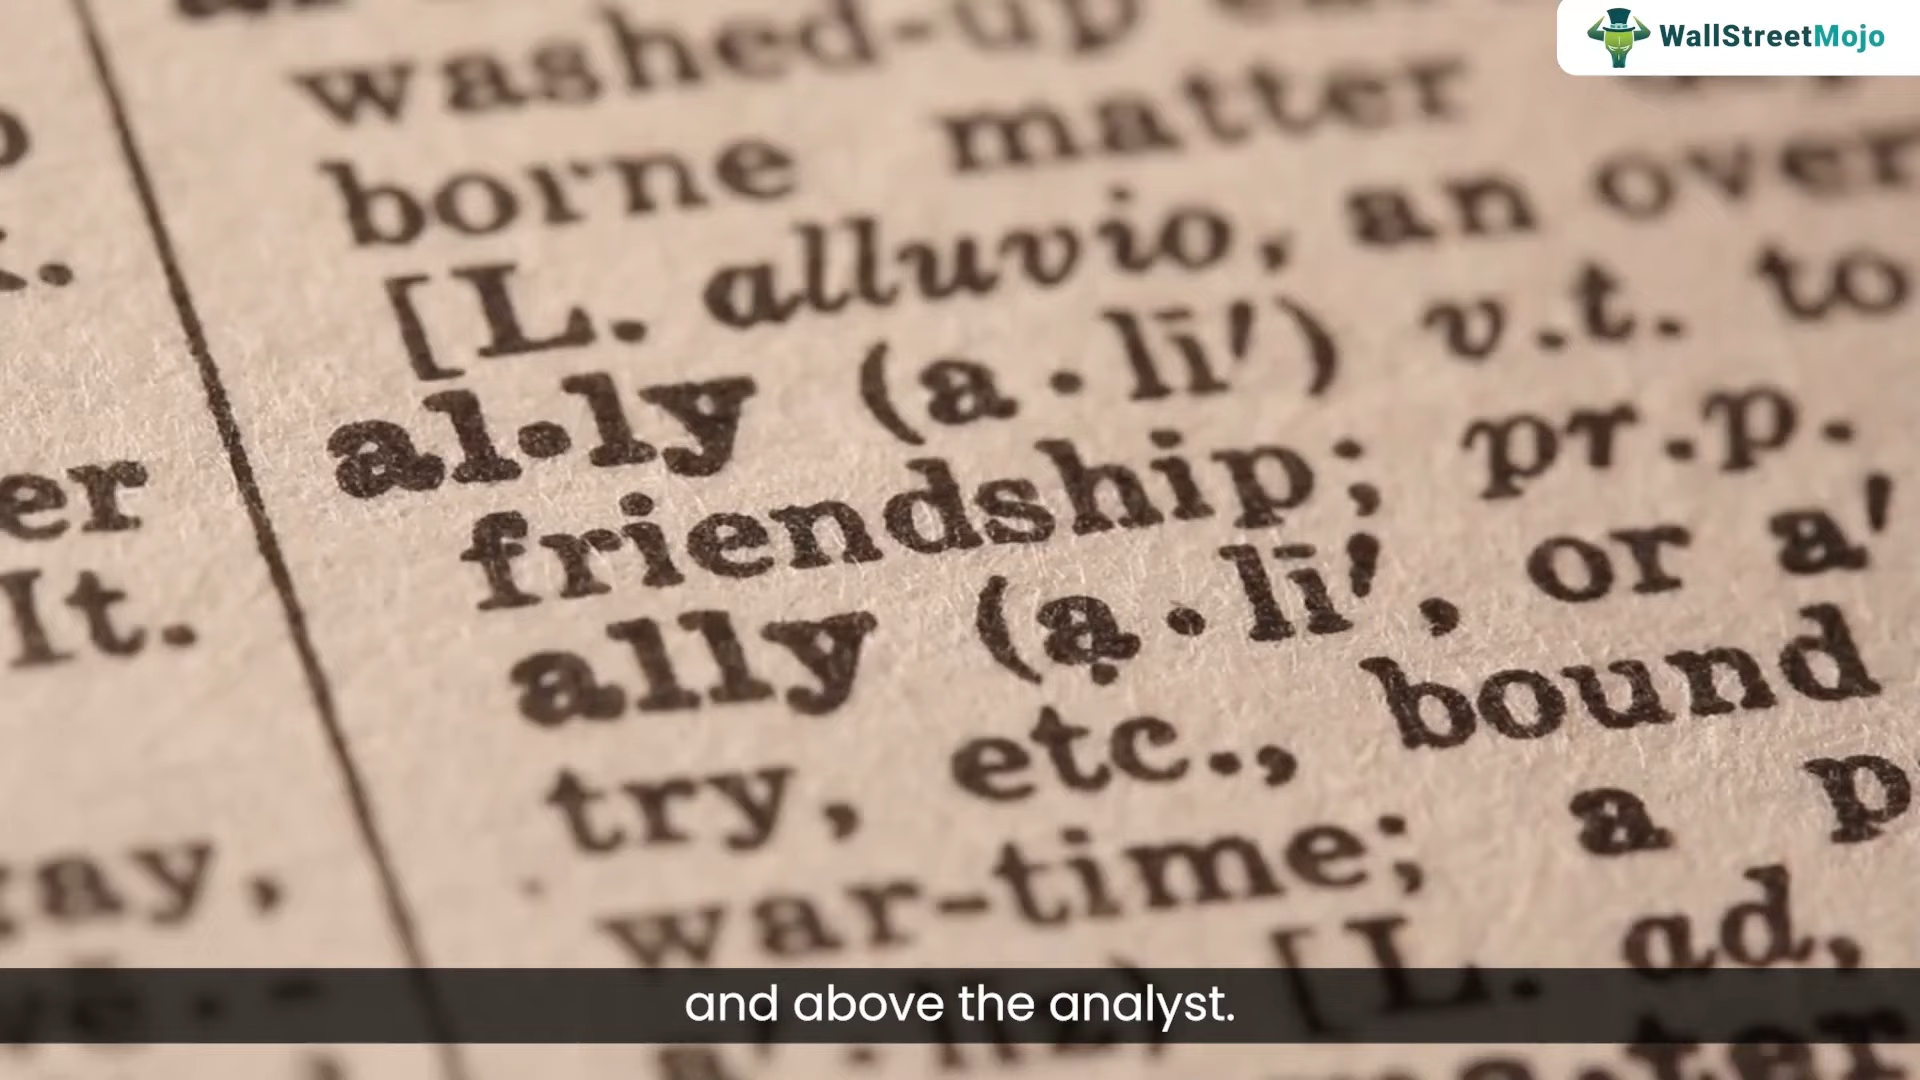 WallStreetMojo
washed-up
borne matter
[L. alluvio, an over
al·ly (a·lī′) v.t. to
friendship; pr.p.
er
ally (ạ·lī′, or a′
It.
try, etc., bound
war-time; a p
ay,
[L. ad,
and above the analyst.